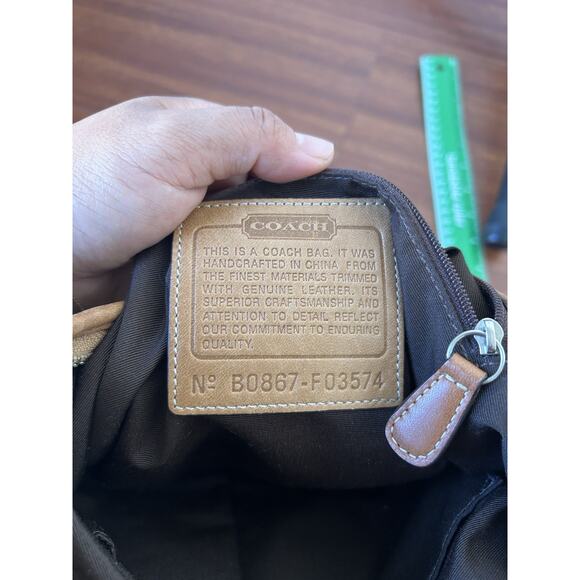 COACH
THIS IS A COACH BAG. IT WAS
HANDCRAFTED IN CHINA FROM
THE FINEST MATERIALS TRIMMED
WITH GENUINE LEATHER. ITS
SUPERIOR CRAFTSMANSHIP AND
ATTENTION TO DETAIL REFLECT
OUR COMMITMENT TO ENDURING
QUALITY.
Nº B0867-F03574